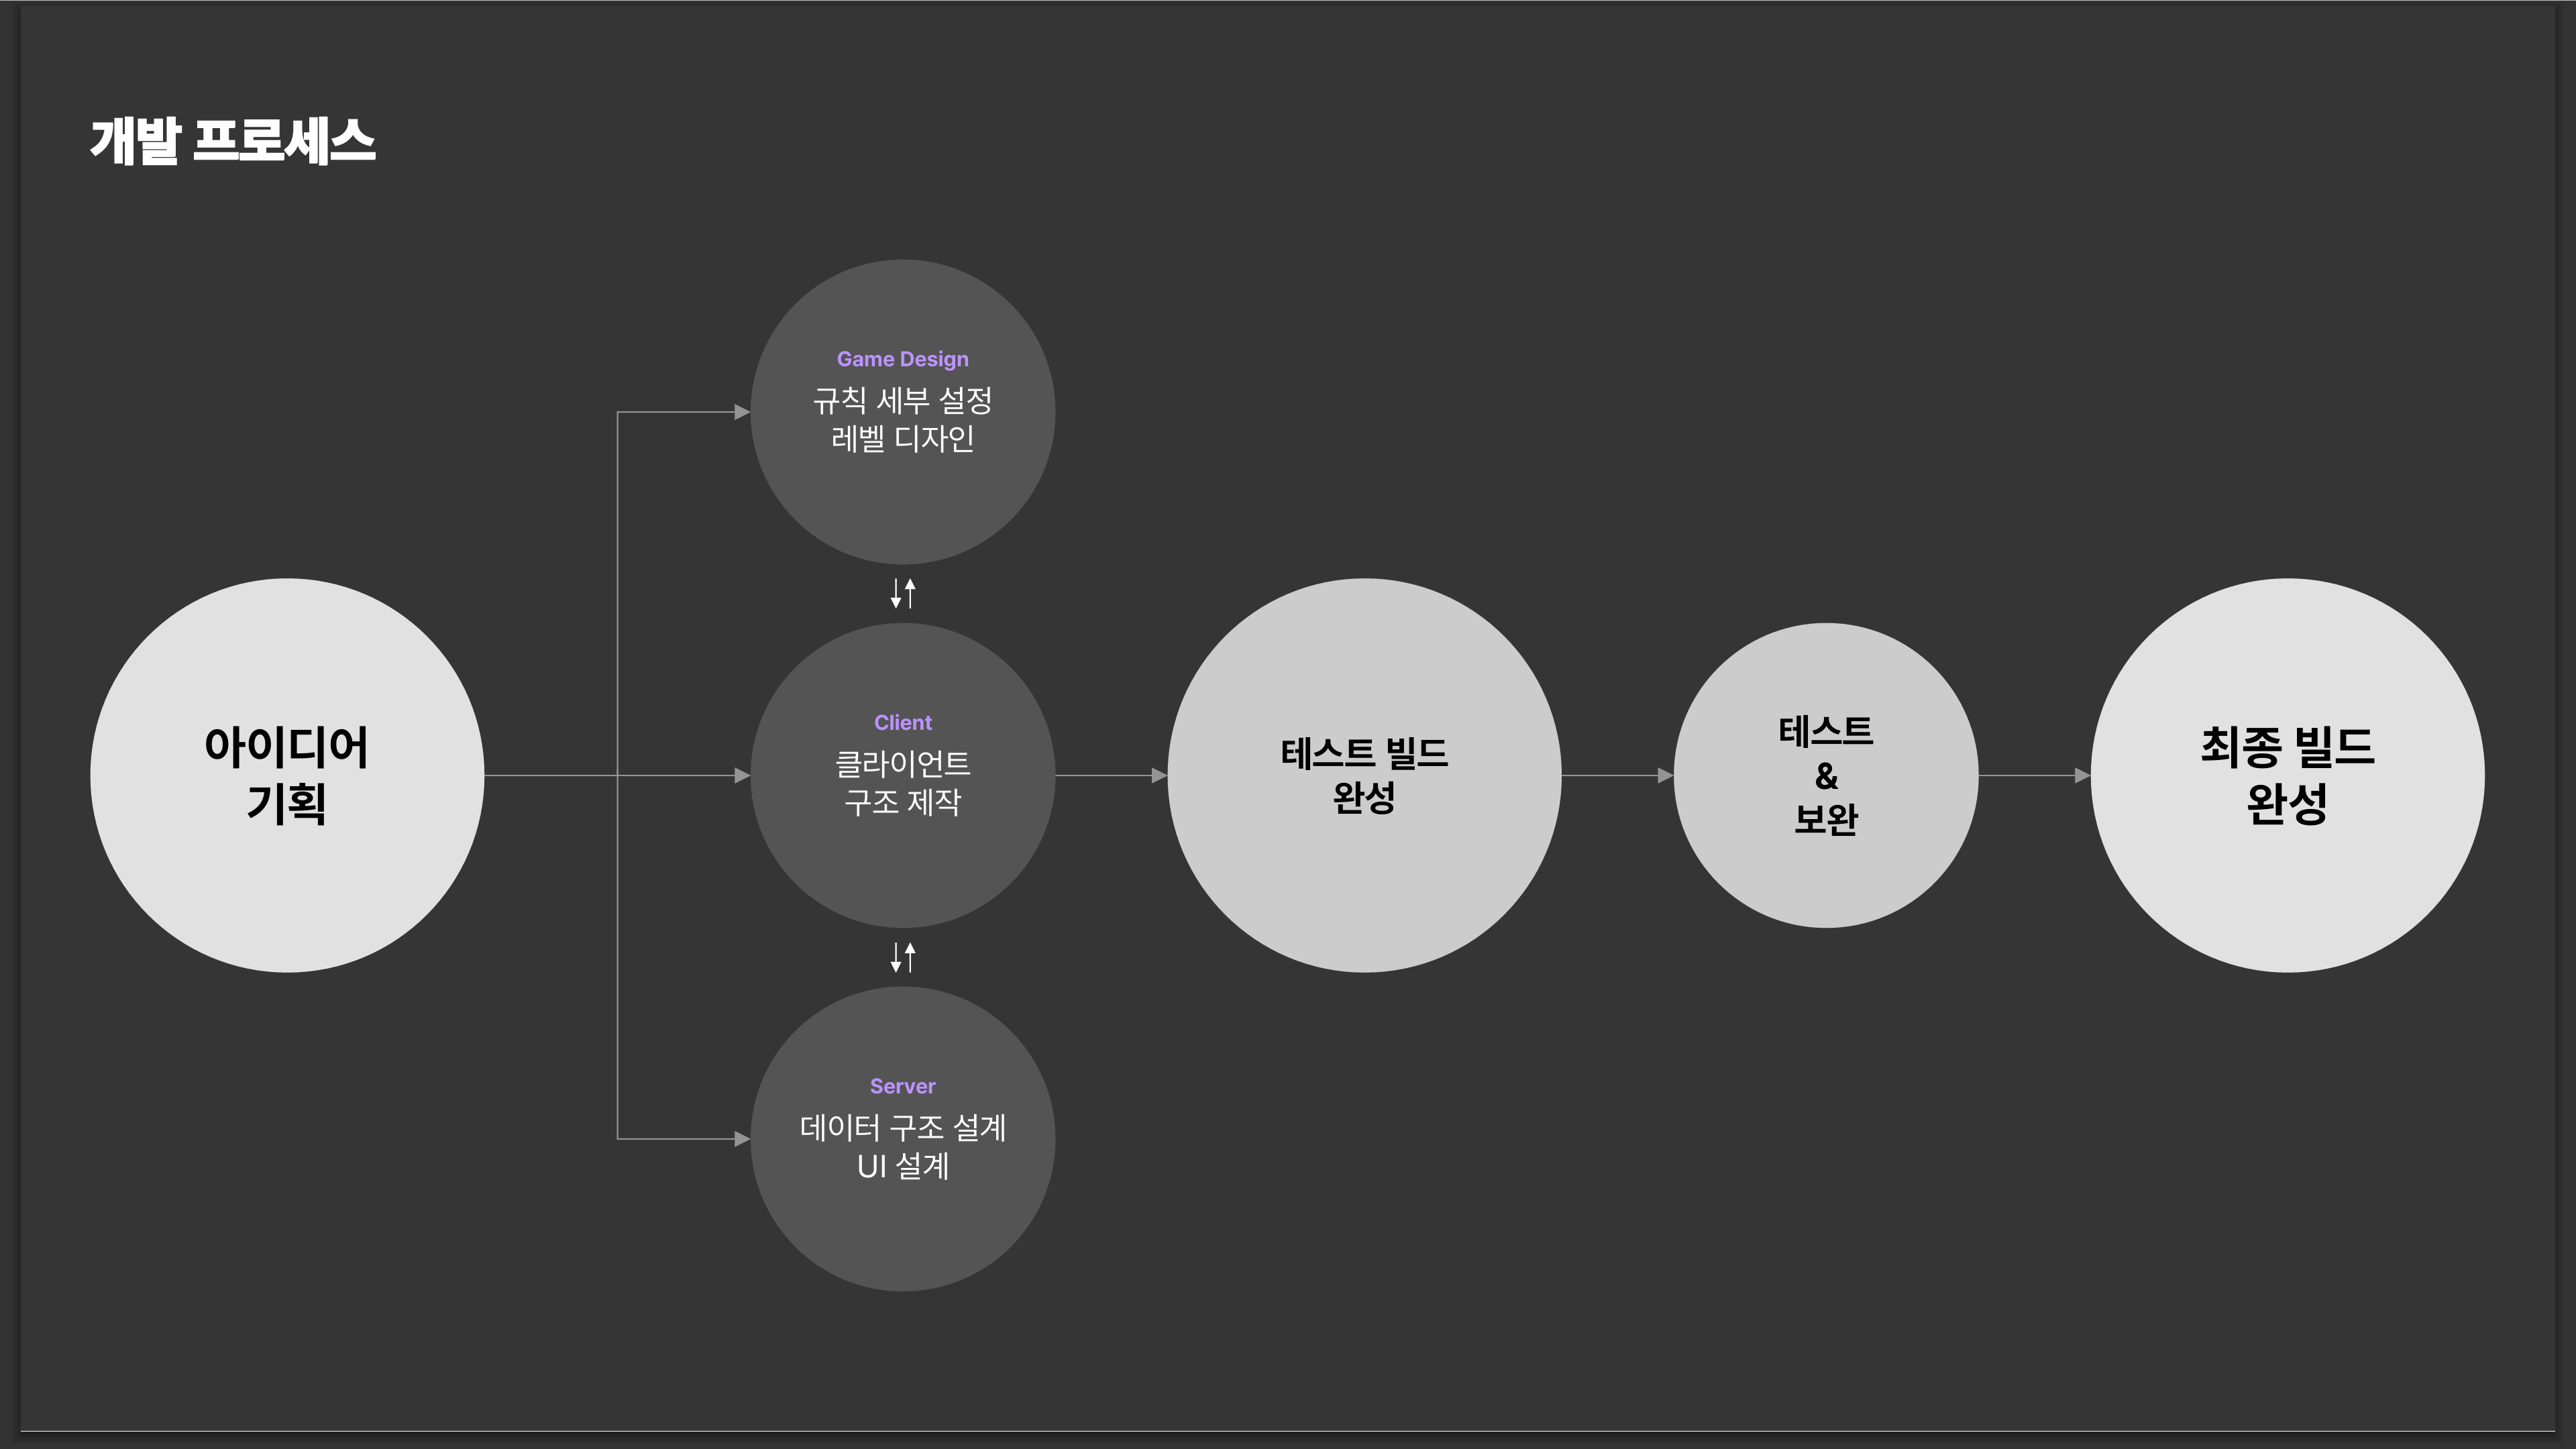 개발 프로세스
아이디어
기획
Game Design
규칙 세부 설정
레벨 디자인
Client
클라이언트
구조 제작
Server
데이터 구조 설계
UI 설계
테스트 빌드
완성
테스트
&
보완
최종 빌드
완성